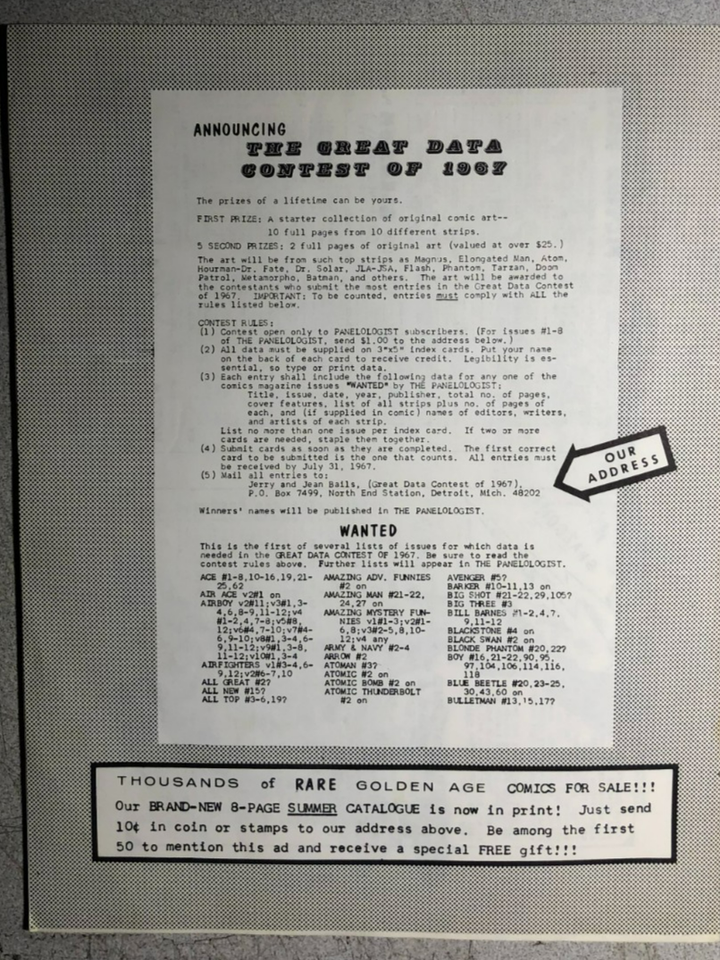 ANNOUNCING
THE GREAT DATA
CONTEST OF 1967
The prizes of a lifetime can be yours.
FIRST PRIZE: A starter collection of original comic art--
10 full pages from 10 different strips.
5 SECOND PRIZES: 2 full pages of original art (valued at over $25.)
The art will be from such top strips as Magnus, Elongated Man, Atom,
Hourman-Dr. Fate, Dr. Solar, JLA-JSA, Flash, Phantom, Tarzan, Doom
Patrol, Metamorpho, Batman, and others. The art will be awarded to
the contestants who submit the most entries in the Great Data Contest
of 1967. IMPORTANT: To be counted, entries must comply with ALL the
rules listed below.
CONTEST RULES:
(1) Contest open only to PANELOLOGIST subscribers. (For issues #1-8
of THE PANELOLOGIST, send $1.00 to the address below.)
(2) All data must be supplied on 3"x5" index cards. Put your name
on the back of each card to receive credit. Legibility is es-
sential, so type or print data.
(3) Each entry shall include the following data for any one of the
comics magazine issues "WANTED" by THE PANELOLOGIST:
Title, issue, date, year, publisher, total no. of pages,
cover features, list of all strips plus no. of pages of
each, and (if supplied in comic) names of editors, writers,
and artists of each strip.
List no more than one issue per index card. If two or more
cards are needed, staple them together.
(4) Submit cards as soon as they are completed. The first correct
card to be submitted is the one that counts. All entries must
be received by July 31, 1967.
(5) Mail all entries to:
Jerry and Jean Bails, (Great Data Contest of 1967),
P.O. Box 7499, North End Station, Detroit, Mich. 48202
OUR
ADDRESS
Winners' names will be published in THE PANELOLOGIST.
WANTED
This is the first of several lists of issues for which data is
needed in the GREAT DATA CONTEST OF 1967. Be sure to read the
contest rules above. Further lists will appear in THE PANELOLOGIST.
ACE #1-8,10-16,19,21-
25,62
AIR ACE v2#1 on
AIRBOY v2#11;v3#1,3-
4,6,8-9,11-12;v4
#1-2,4,7-8;v5#8,
12;v6#4,7-10;v7#4-
6,9-10;v8#1,3-4,6-
9,11-12;v9#1,3-8,
11-12;v10#1,3-4
AIRFIGHTERS v1#3-4,6-
9,12;v2#6-7,10
ALL GREAT #2?
ALL NEW #15?
ALL TOP #3-6,19?
AMAZING ADV. FUNNIES
#2 on
AMAZING MAN #21-22,
24,27 on
AMAZING MYSTERY FUN-
NIES v1#1-3;v2#1-
6,8;v3#2-5,8,10-
12;v4 any
ARMY & NAVY #2-4
ARROW #2
ATOMAN #3?
ATOMIC #2 on
ATOMIC BOMB #2 on
ATOMIC THUNDERBOLT
#2 on
AVENGER #5?
BARKER #10-11,13 on
BIG SHOT #21-22,29,105?
BIG THREE #3
BILL BARNES #1-2,4,7,
9,11-12
BLACKSTONE #4 on
BLACK SWAN #2 on
BLONDE PHANTOM #20,22?
BOY #16,21-22,90,95,
97,104,106,114,116,
118
BLUE BEETLE #20,23-25,
30,43,60 on
BULLETMAN #13,15,17?
THOUSANDS of RARE GOLDEN AGE COMICS FOR SALE!!!
Our BRAND-NEW 8-PAGE SUMMER CATALOGUE is now in print! Just send
10¢ in coin or stamps to our address above. Be among the first
50 to mention this ad and receive a special FREE gift!!!